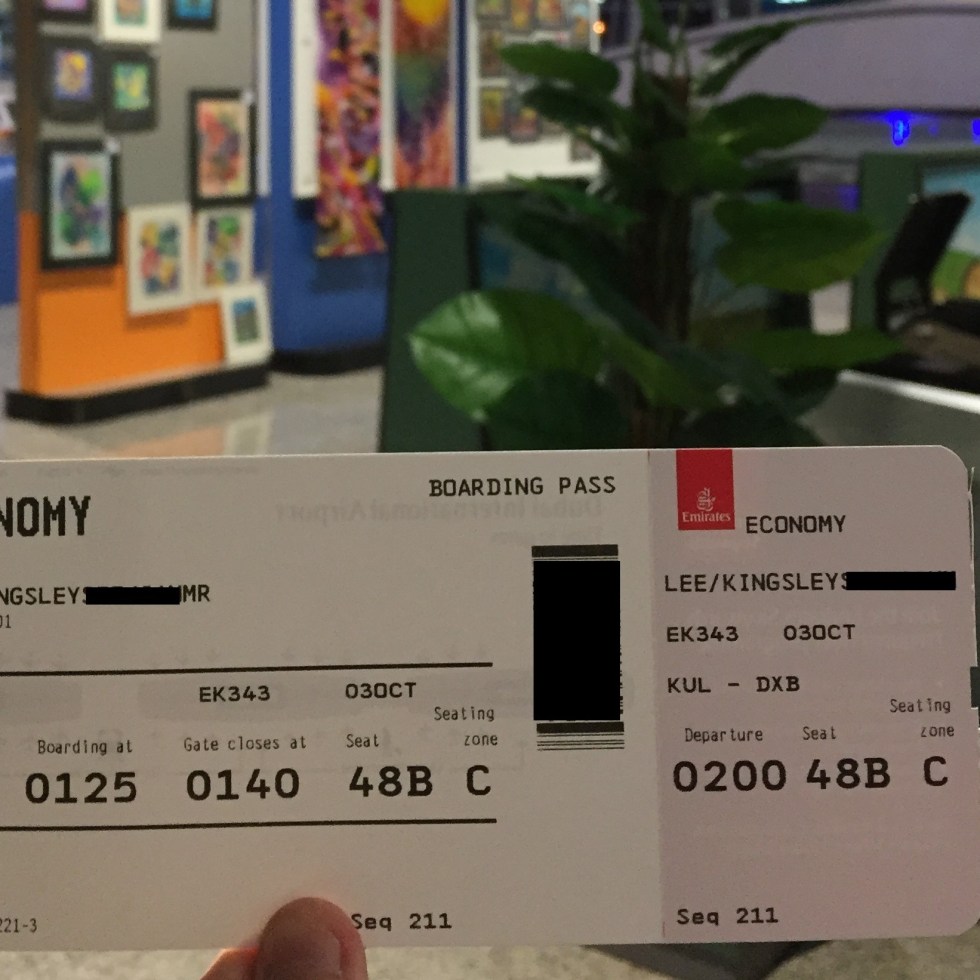 NOMY
BOARDING PASS
NGSLEYS MR
01
EK343 03OCT
Seating
Boarding at Gate closes at Seat zone
0125 0140 48B C
221-3
Seq 211
Emirates
ECONOMY
LEE/KINGSLEYS
EK343 03OCT
KUL - DXB
Seating
Departure Seat zone
0200 48B C
Seq 211